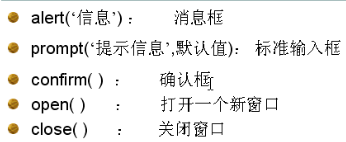 alert(‘信息’)： 消息框
prompt(‘提示信息’,默认值)： 标准输入框
confirm( )： 确认框
open( ) ： 打开一个新窗口
close( ) ： 关闭窗口